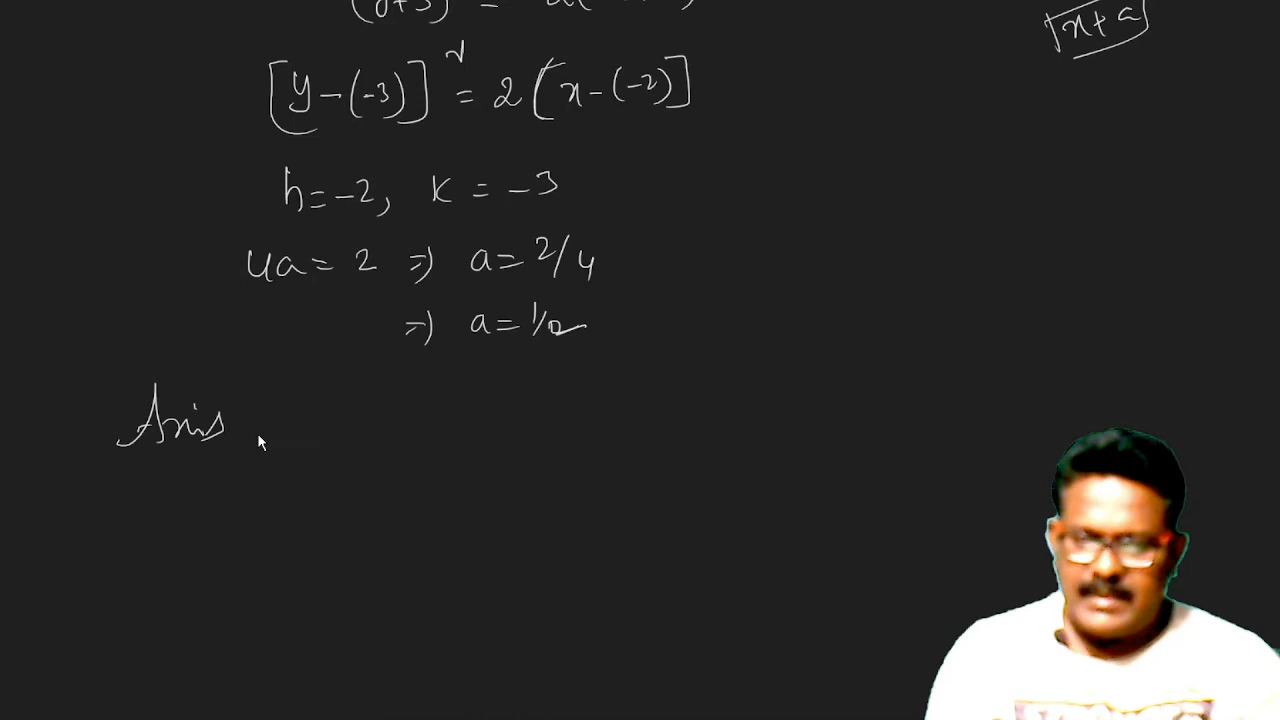 x+a
[y-(-3)]² = 2[x-(-2)]
h=-2, k = -3
4a = 2 => a = 2/4
=> a = 1/2
Axis